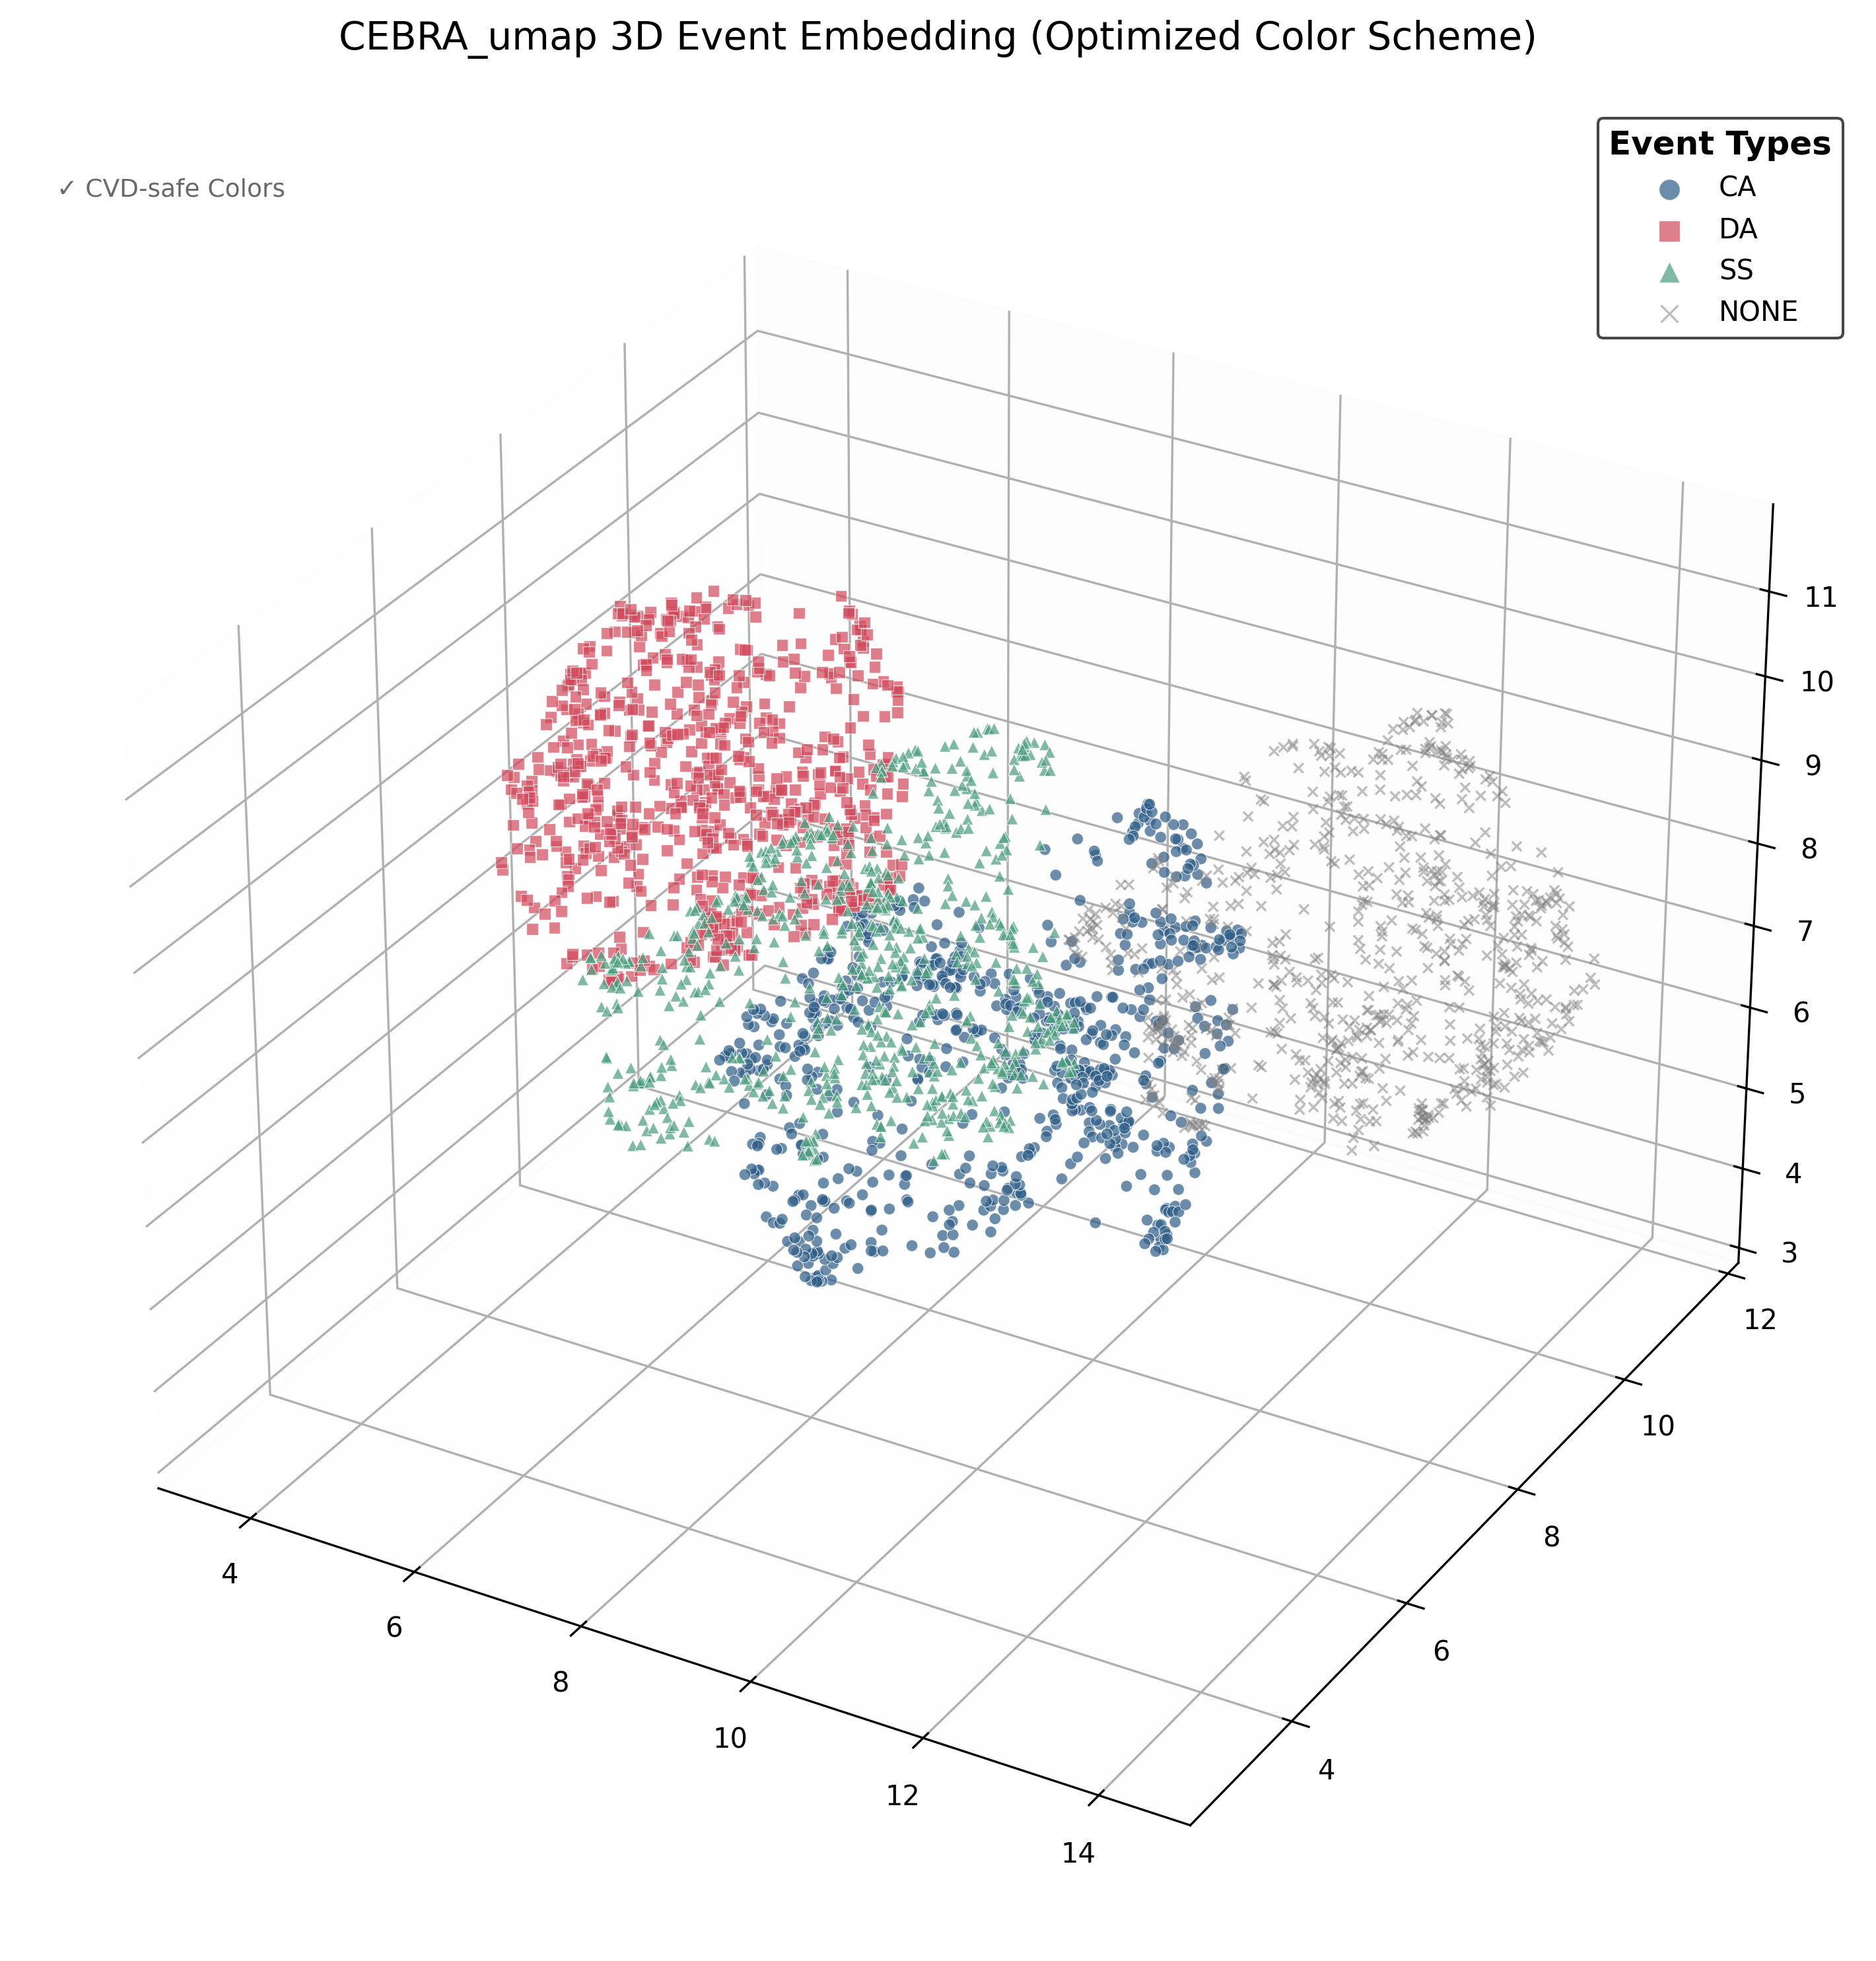 CEBRA_umap 3D Event Embedding (Optimized Color Scheme)
✓ CVD-safe Colors
Event Types
CA
DA
SS
NONE
11
10
9
8
7
6
5
4
3
12
10
8
6
4
4
6
8
10
12
14